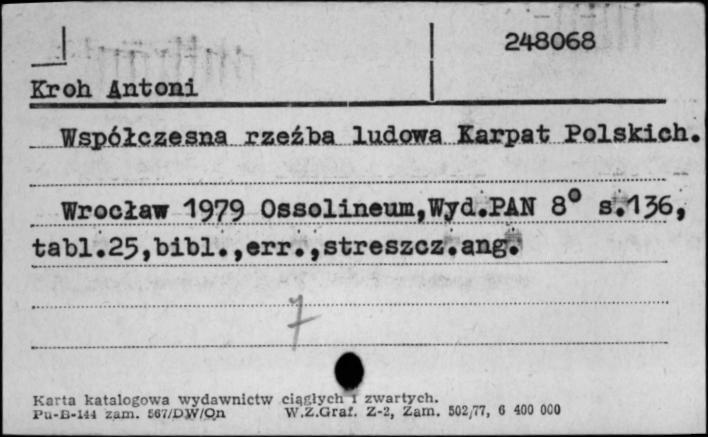 248068
Kroh Antoni
Współczesna rzeźba ludowa Karpat Polskich.
Wrocław 1979 Ossolineum,Wyd.PAN 8° s.136,
tabl.25,bibl.,err.,streszcz.ang.
7
Karta katalogowa wydawnictw ciągłych i zwartych.
Pu-B-144 zam. 567/DW/Qn W.Z.Graf. Z-2, Zam. 502/77, 6 400 000